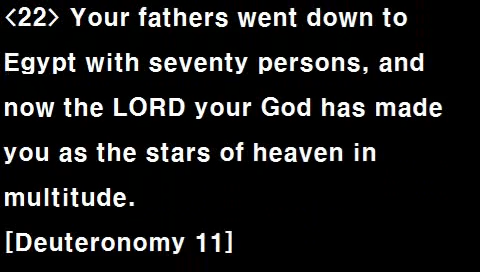 <22> Your fathers went down to
Egypt with seventy persons, and
now the LORD your God has made
you as the stars of heaven in
multitude.
[Deuteronomy 11]